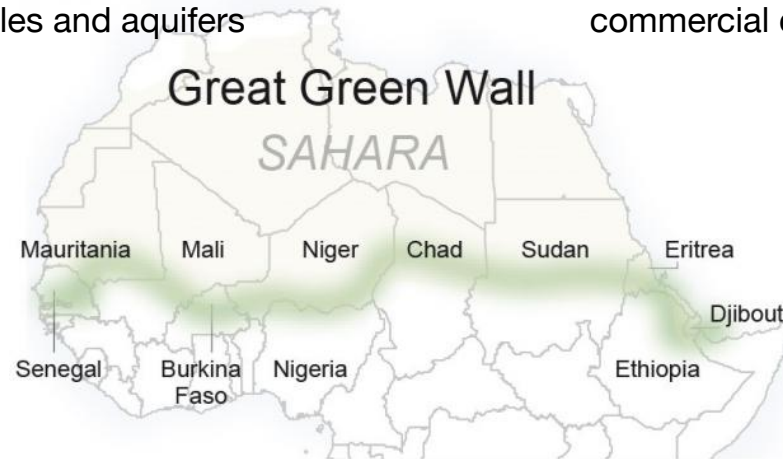 les and aquifers
commercial
Great Green Wall
SAHARA
Mauritania Mali Niger Chad Sudan Eritrea
Djibout
Senegal Burkina Faso Nigeria Ethiopia